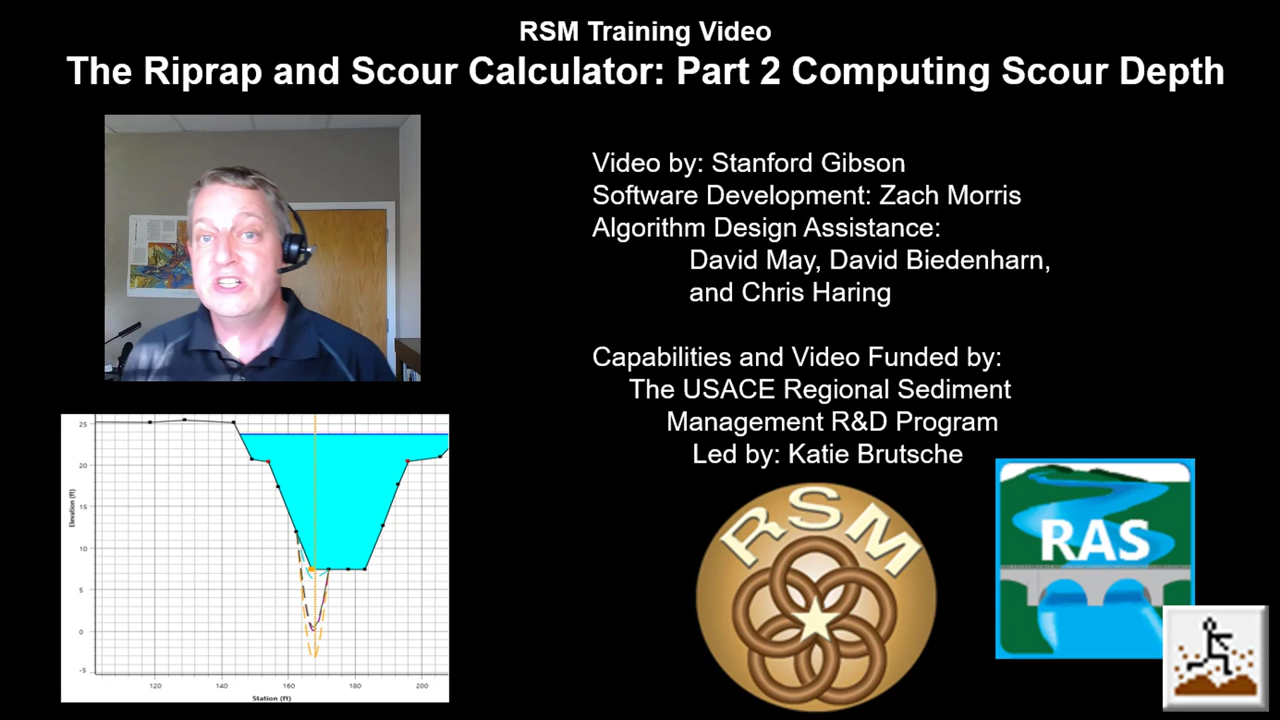 RSM Training Video
The Riprap and Scour Calculator: Part 2 Computing Scour Depth
Video by: Stanford Gibson
Software Development: Zach Morris
Algorithm Design Assistance:
David May, David Biedenharn,
and Chris Haring
Capabilities and Video Funded by:
The USACE Regional Sediment
Management R&D Program
Led by: Katie Brutsche
25
20
15
10
5
0
-5
Elevation (ft)
120 140 160 180 200
Station (ft)
RSM
RAS